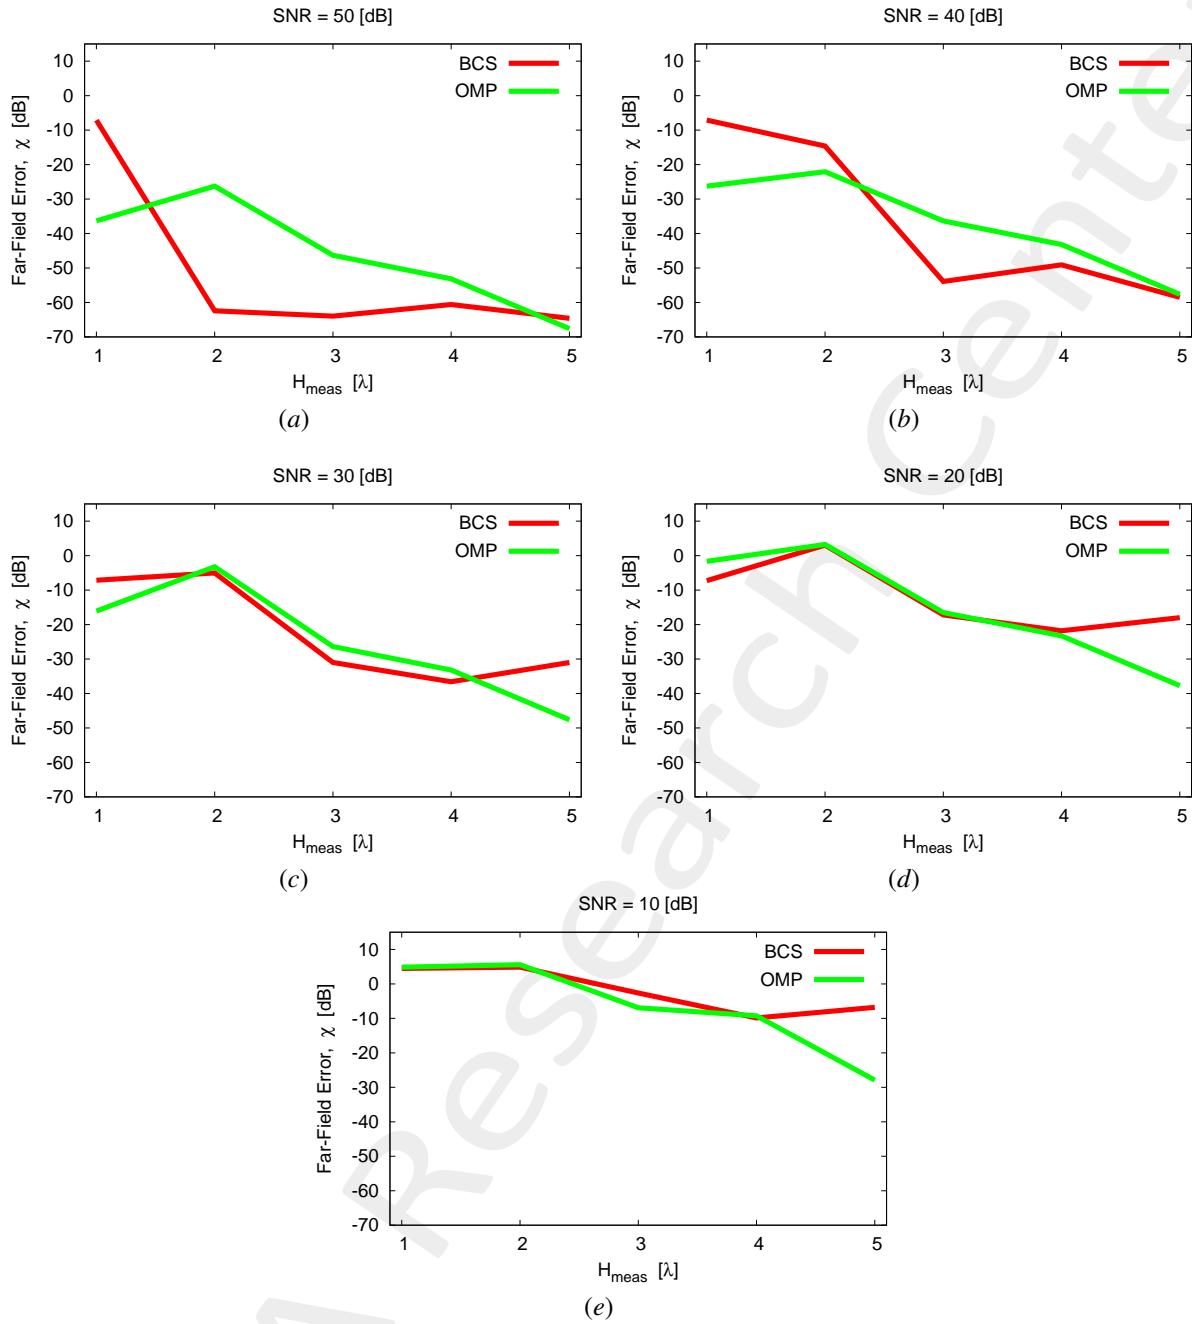 SNR = 50 [dB]
10
0
-10
-20
-30
-40
-50
-60
-70
1 2 3 4 5
Far-Field Error, χ [dB]
H_meas [λ]
BCS
OMP
(a)
SNR = 40 [dB]
10
0
-10
-20
-30
-40
-50
-60
-70
1 2 3 4 5
Far-Field Error, χ [dB]
H_meas [λ]
BCS
OMP
(b)
SNR = 30 [dB]
10
0
-10
-20
-30
-40
-50
-60
-70
1 2 3 4 5
Far-Field Error, χ [dB]
H_meas [λ]
BCS
OMP
(c)
SNR = 20 [dB]
10
0
-10
-20
-30
-40
-50
-60
-70
1 2 3 4 5
Far-Field Error, χ [dB]
H_meas [λ]
BCS
OMP
(d)
SNR = 10 [dB]
10
0
-10
-20
-30
-40
-50
-60
-70
1 2 3 4 5
Far-Field Error, χ [dB]
H_meas [λ]
BCS
OMP
(e)
Research Cente